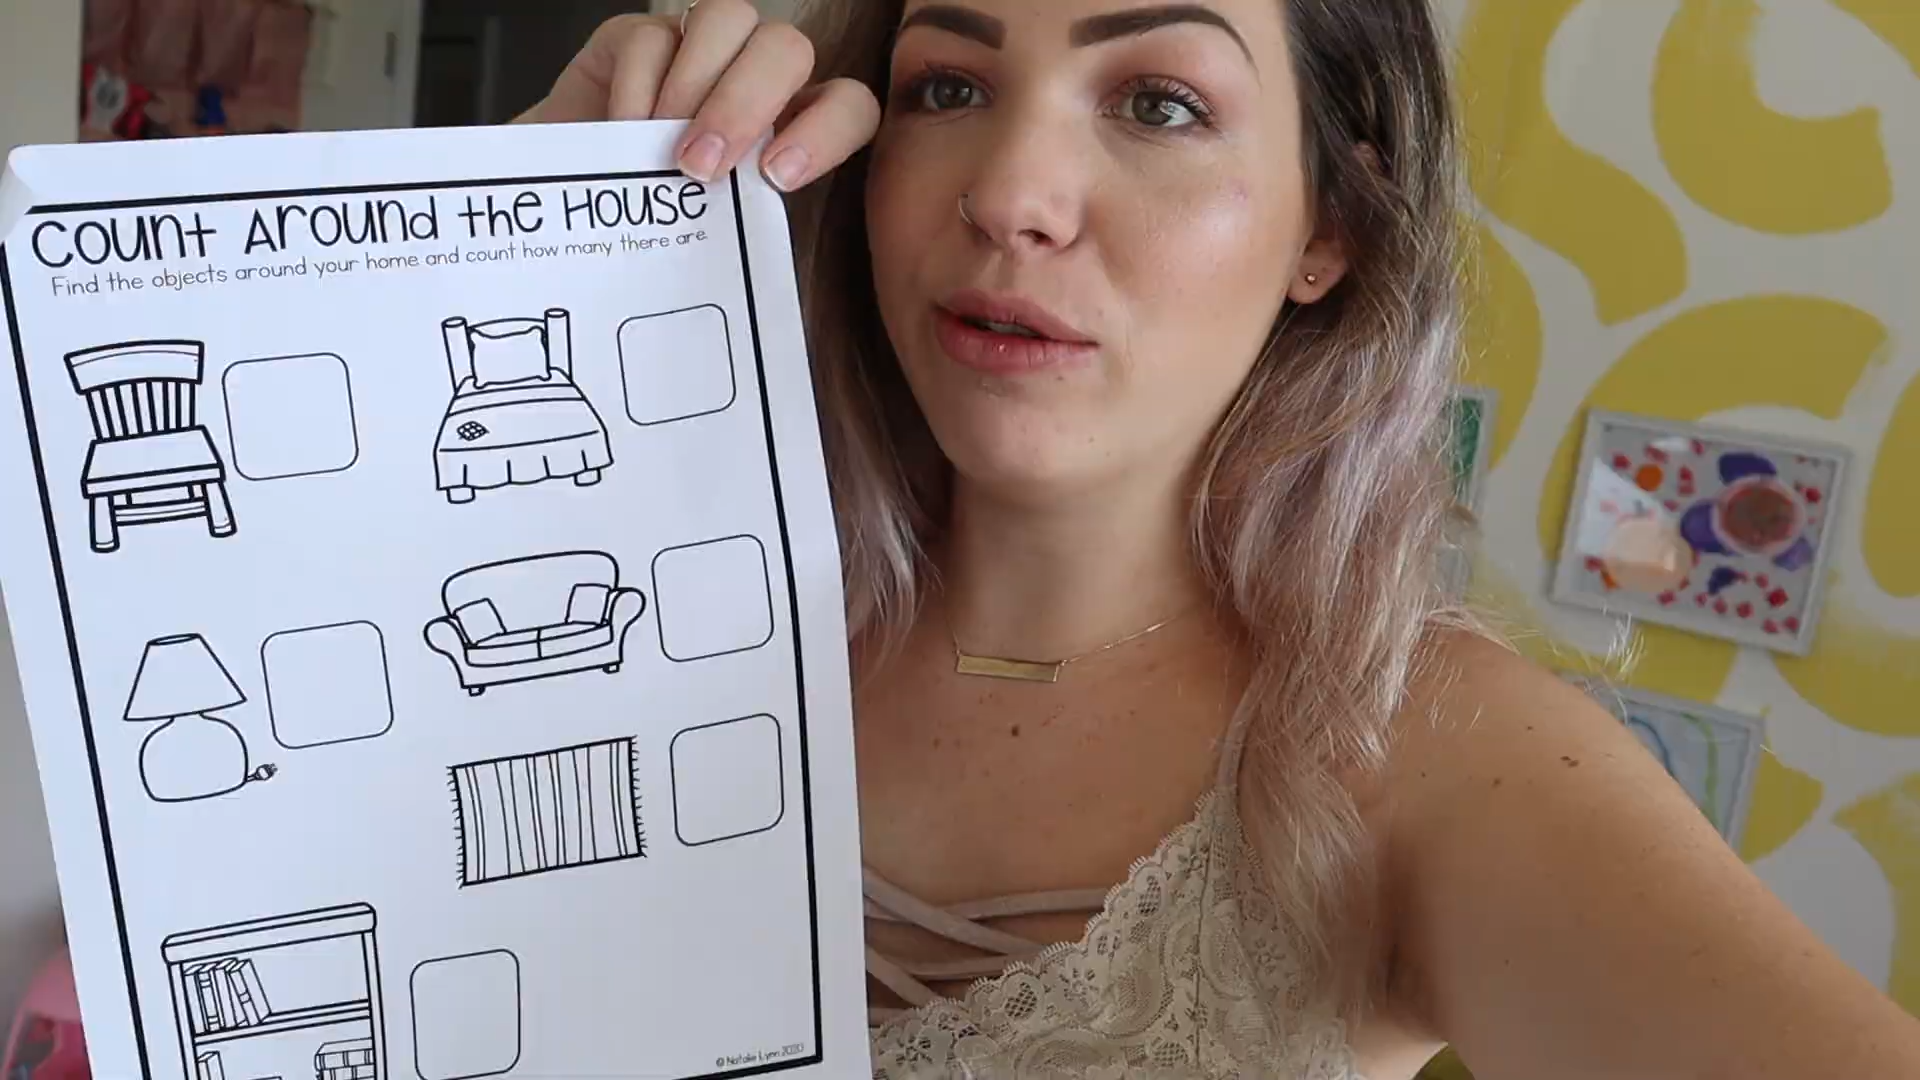 Count Around the House
Find the objects around your home and count how many there are.
© Natalie Lynn 2020